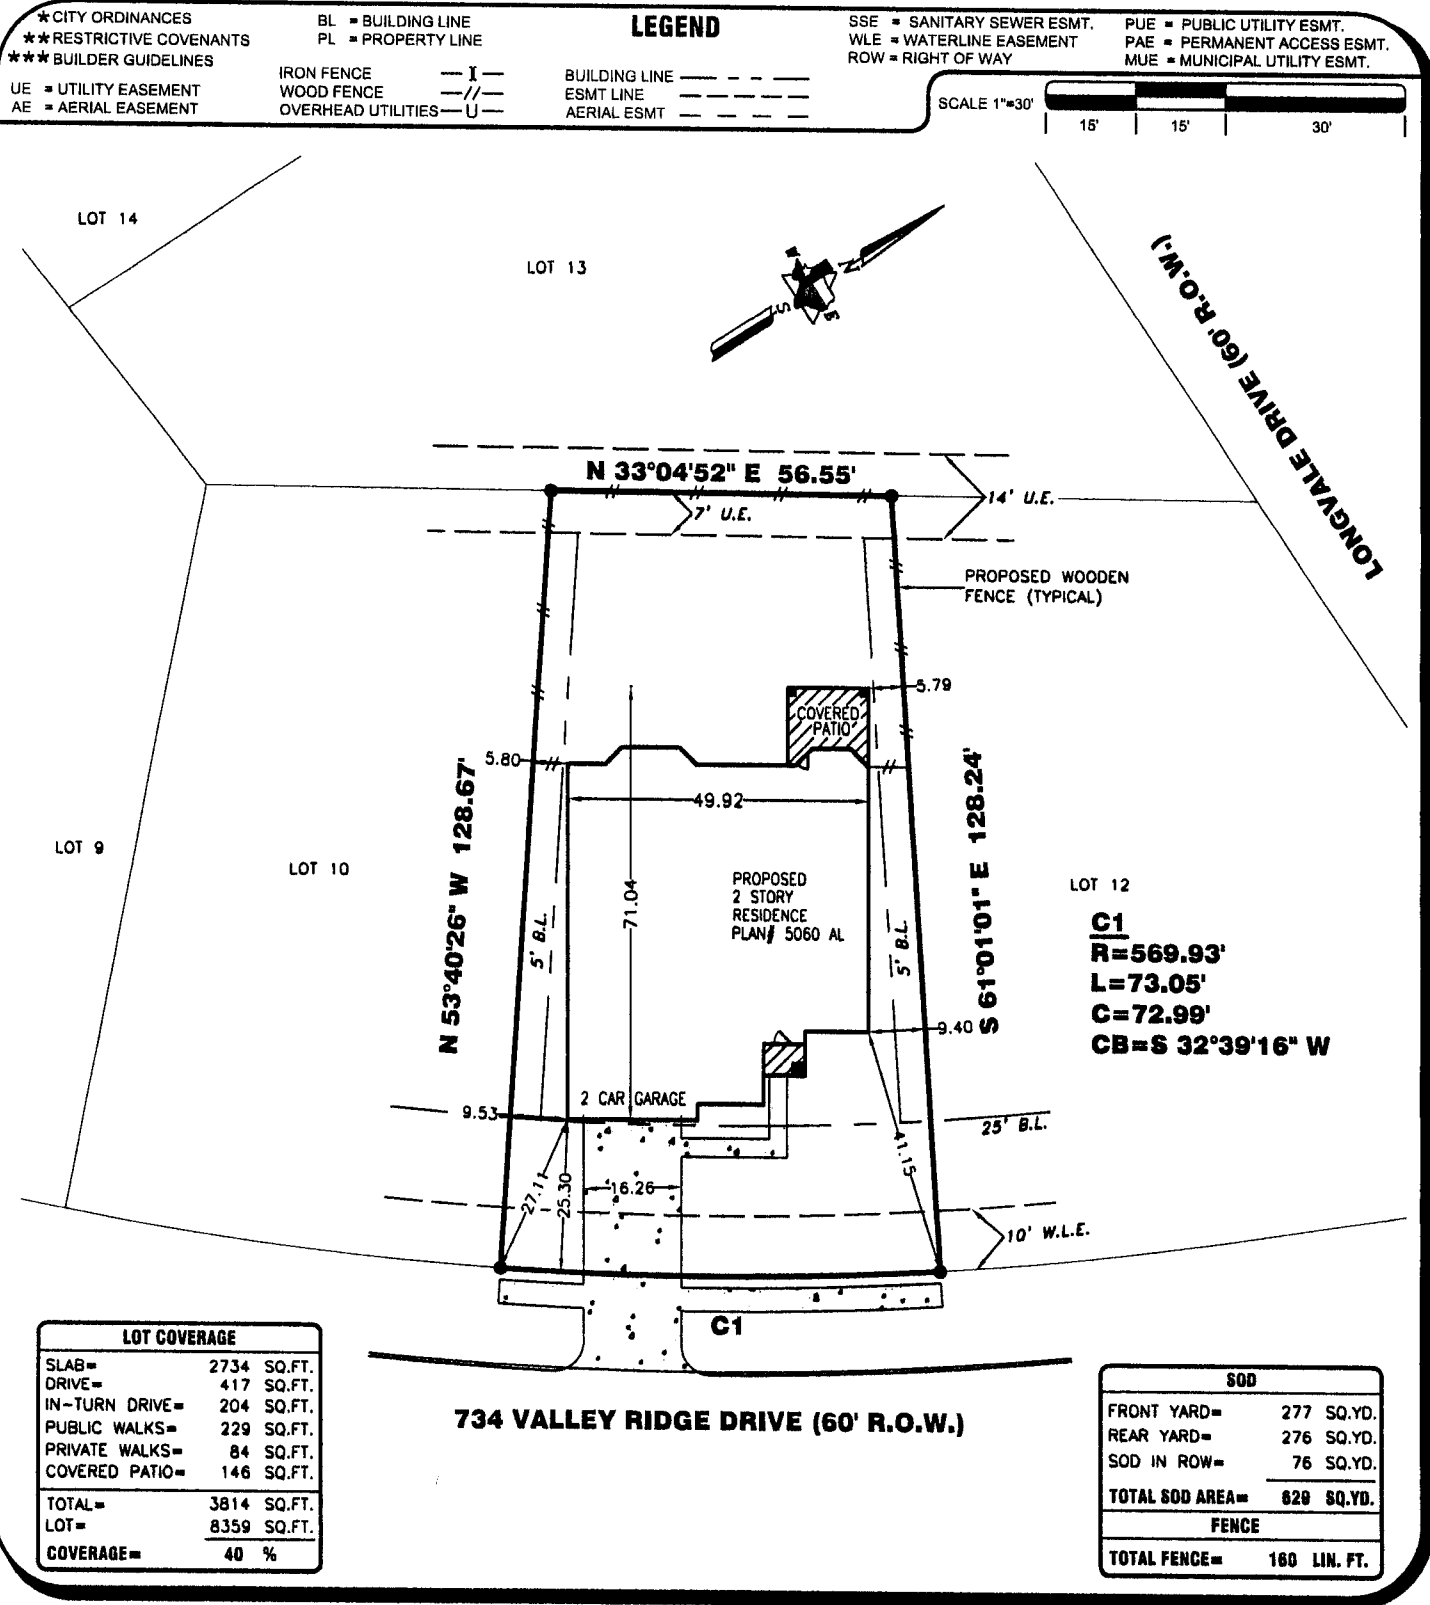 LEGEND
*CITY ORDINANCES
**RESTRICTIVE COVENANTS
***BUILDER GUIDELINES
UE = UTILITY EASEMENT
AE = AERIAL EASEMENT
BL = BUILDING LINE
PL = PROPERTY LINE
IRON FENCE —I—
WOOD FENCE —//—
OVERHEAD UTILITIES —U—
BUILDING LINE
ESMT LINE
AERIAL ESMT
SSE = SANITARY SEWER ESMT.
WLE = WATERLINE EASEMENT
ROW = RIGHT OF WAY
PUE = PUBLIC UTILITY ESMT.
PAE = PERMANENT ACCESS ESMT.
MUE = MUNICIPAL UTILITY ESMT.
SCALE 1"=30'
15' 15' 30'
LOT 14
LOT 13
W
N
S
E
LONGVALE DRIVE (60' R.O.W.)
N 33°04'52" E 56.55'
7' U.E.
14' U.E.
PROPOSED WOODEN
FENCE (TYPICAL)
5.79
COVERED
PATIO
5.80
49.92
N 53°40'26" W 128.67'
S 61°01'01" E 128.24'
LOT 9
LOT 10
71.04
PROPOSED
2 STORY
RESIDENCE
PLAN# 5060 AL
5' B.L.
5' B.L.
LOT 12
C1
R=569.93'
L=73.05'
C=72.99'
CB=S 32°39'16" W
9.40
2 CAR GARAGE
9.53
25' B.L.
27.11
25.30
16.26
41.15
10' W.L.E.
C1
734 VALLEY RIDGE DRIVE (60' R.O.W.)
LOT COVERAGE
SLAB= 2734 SQ.FT.
DRIVE= 417 SQ.FT.
IN-TURN DRIVE= 204 SQ.FT.
PUBLIC WALKS= 229 SQ.FT.
PRIVATE WALKS= 84 SQ.FT.
COVERED PATIO= 146 SQ.FT.
TOTAL= 3814 SQ.FT.
LOT= 8359 SQ.FT.
COVERAGE= 40 %
SOD
FRONT YARD= 277 SQ.YD.
REAR YARD= 276 SQ.YD.
SOD IN ROW= 76 SQ.YD.
TOTAL SOD AREA= 629 SQ.YD.
FENCE
TOTAL FENCE= 160 LIN. FT.